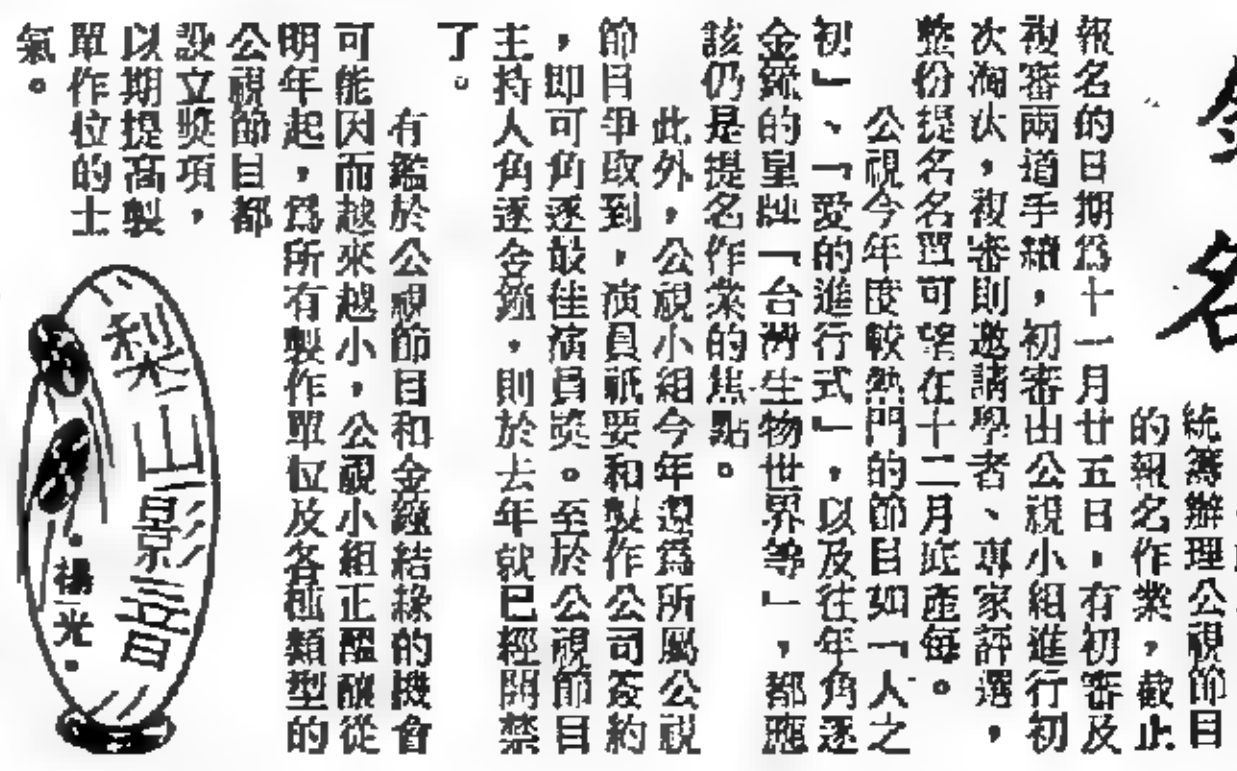 名
統籌辦理公視節目
的報名作業，截止
報名的日期爲十一月廿五日，有初審及
複審兩道手續，初審由公視小組進行初
次淘汰，複審則邀請學者、專家評選，
整份提名名單可望在十二月底產每。
公視今年度較熱門的節目如「人之
初」、「愛的進行式」，以及往年角逐
金鐘的皇牌「台灣生物世界等」，都應
該仍是提名作業的焦點。
此外，公視小組今年還爲所屬公視
節目爭取到，演員祇要和製作公司簽約
，即可角逐最佳演員獎。至於公視節目
主持人角逐金鐘，則於去年就已經開禁
了。
有鑑於公視節目和金鐘結緣的機會
可能因而越來越小，公視小組正醞釀從
明年起，爲所有製作單位及各種類型的
公視節目都
設立獎項，
以期提高製
單作位的士
氣。
梨山影音
・楊光・